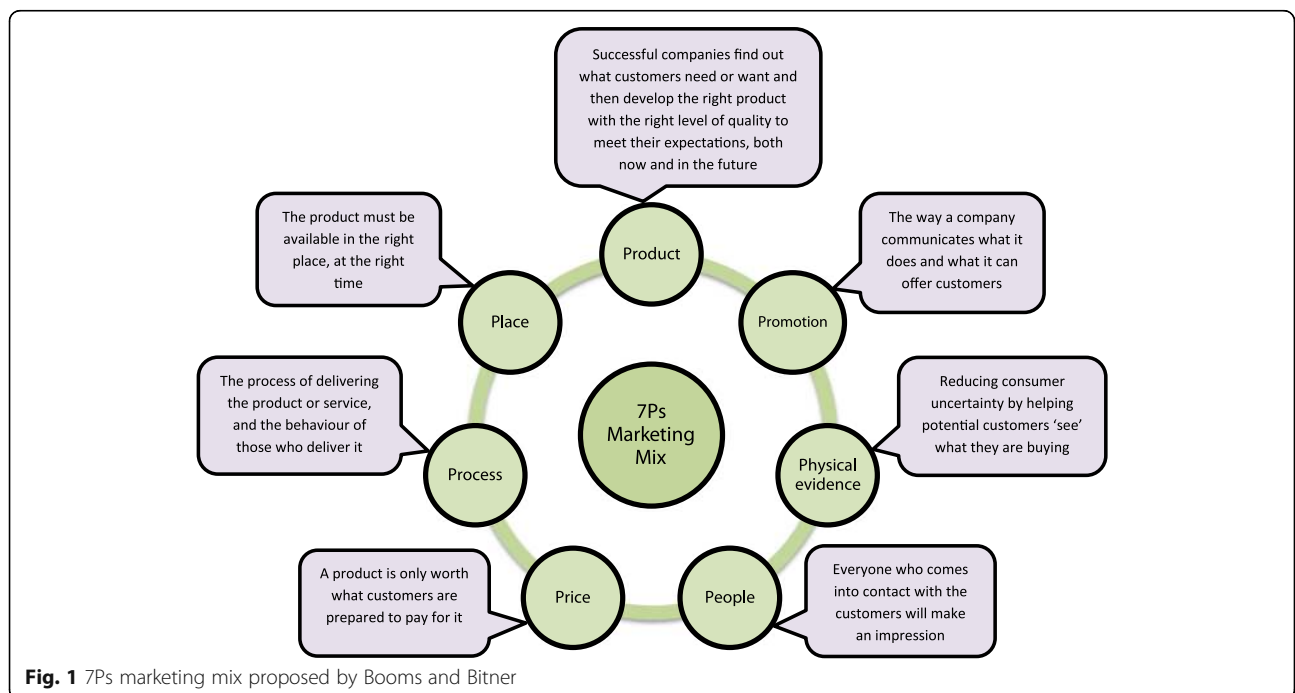 Successful companies find out
what customers need or want and
then develop the right product
with the right level of quality to
meet their expectations, both
now and in the future
Product
The way a company
communicates what it
does and what it can
offer customers
Promotion
Reducing consumer
uncertainty by helping
potential customers ‘see’
what they are buying
Physical
evidence
Everyone who comes
into contact with the
customers will make
an impression
People
A product is only worth
what customers are
prepared to pay for it
Price
The process of delivering
the product or service,
and the behaviour of
those who deliver it
Process
The product must be
available in the right
place, at the right
time
Place
7Ps
Marketing
Mix
Fig. 1 7Ps marketing mix proposed by Booms and Bitner